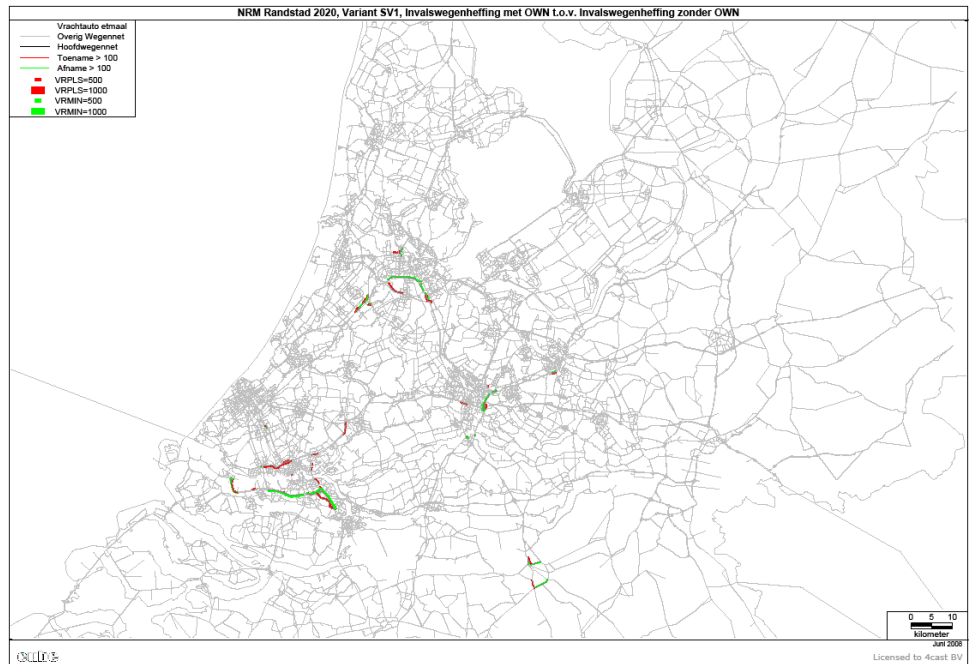 NRM Randstad 2020, Variant SV1, Invalswegenheffing met OWN t.o.v. Invalswegenheffing zonder OWN
Vrachtauto etmaal
Overig Wegennet
Hoofdwegennet
Toename > 100
Afname > 100
VRPLS=500
VRPLS=1000
VRMIN=500
VRMIN=1000
0 5 10
kilometer
Juni 2008
cube
Licensed to 4cast BV